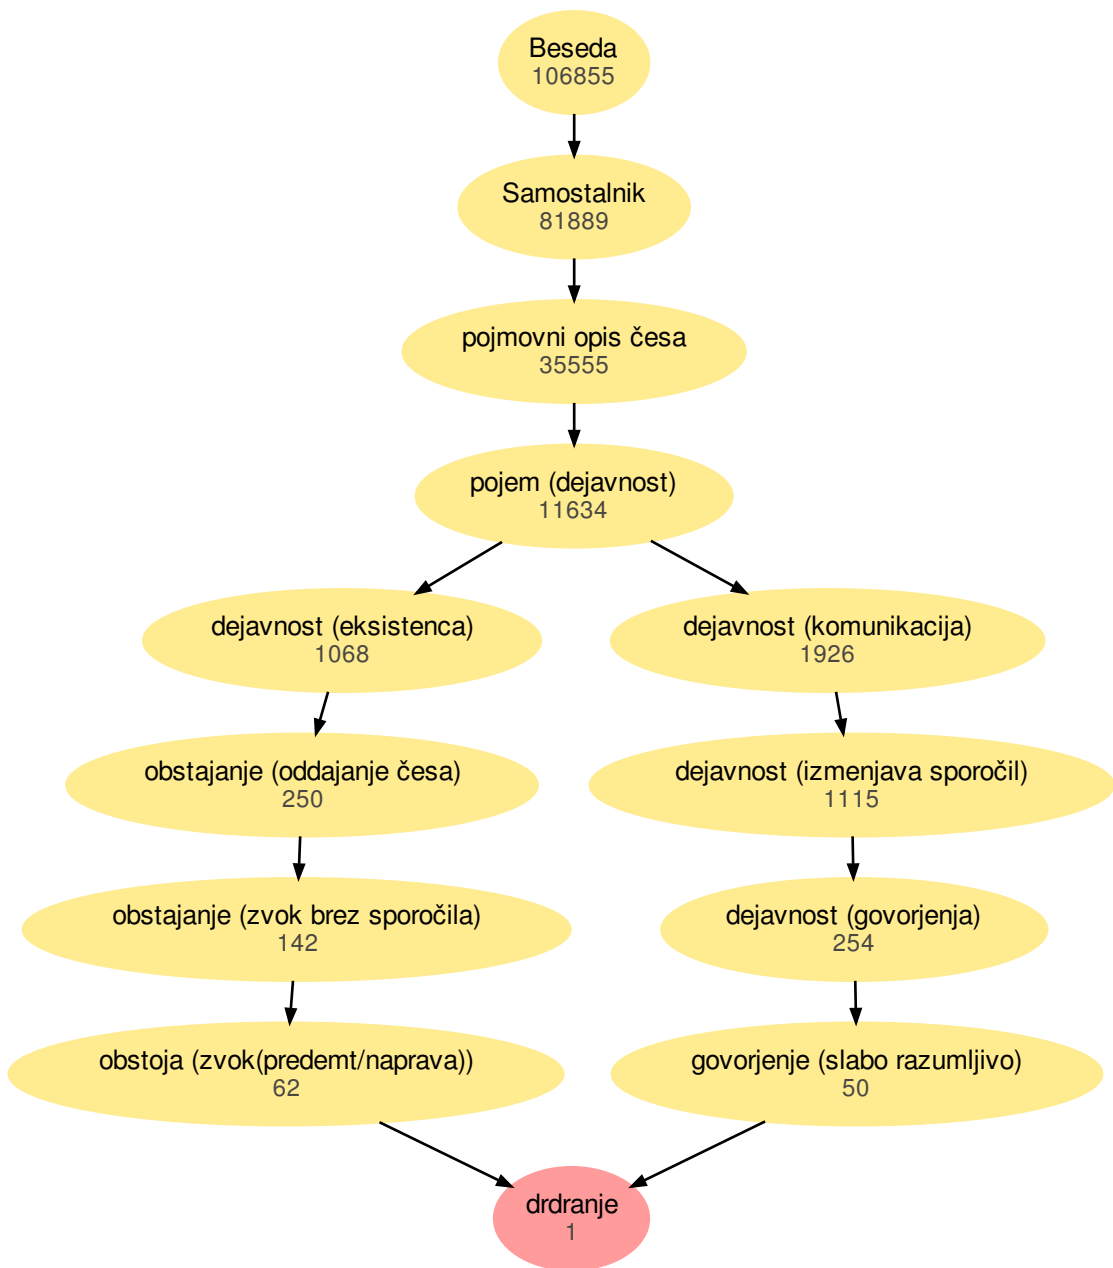 Beseda
106855
Samostalnik
81889
pojmovni opis česa
35555
pojem (dejavnost)
11634
dejavnost (eksistenca)
1068
dejavnost (komunikacija)
1926
obstajanje (oddajanje česa)
250
dejavnost (izmenjava sporočil)
1115
obstajanje (zvok brez sporočila)
142
dejavnost (govorjenja)
254
obstoja (zvok(predemt/naprava))
62
govorjenje (slabo razumljivo)
50
drdranje
1